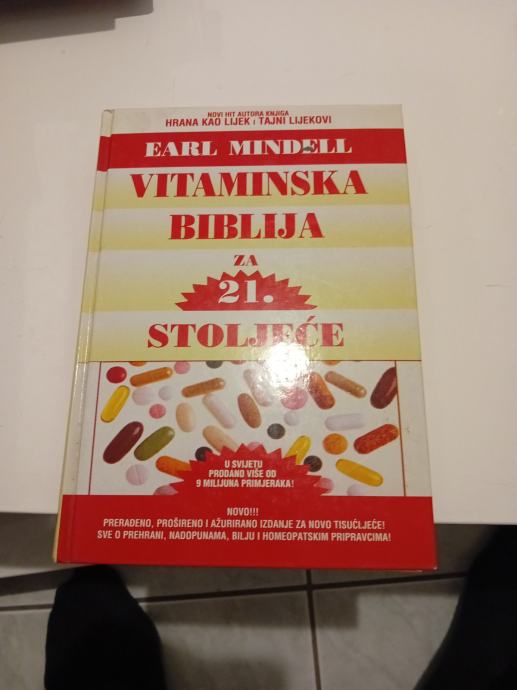 NOVI HIT AUTORA KNJIGA
HRANA KAO LIJEK I TAJNI LIJEKOVI
EARL MINDELL
VITAMINSKA
BIBLIJA
ZA
21.
STOLJEĆE
U SVIJETU
PRODANO VIŠE OD
9 MILIJUNA PRIMJERAKA!
NOVO!!!
PRERAĐENO, PROŠIRENO I AŽURIRANO IZDANJE ZA NOVO TISUĆLJEĆE!
SVE O PREHRANI, NADOPUNAMA, BILJU I HOMEOPATSKIM PRIPRAVCIMA!